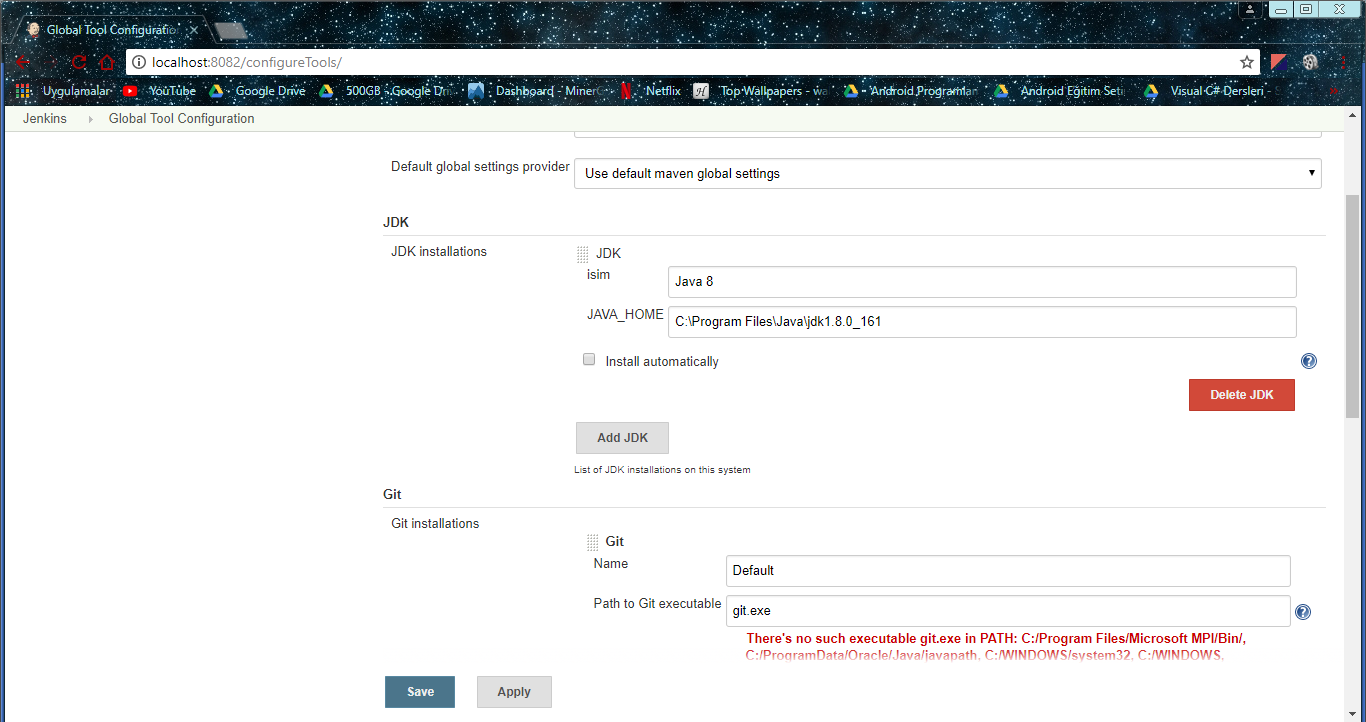 Global Tool Configuratio
localhost:8082/configureTools/
Uygulamalar YouTube Google Drive 500GB - Google Dri Dashboard - MinerG Netflix Top Wallpapers - wa Android Programlan Android Eğitim Seti Visual C# Dersleri - S
Jenkins Global Tool Configuration
Default global settings provider Use default maven global settings
JDK
JDK installations JDK
isim Java 8
JAVA_HOME C:\Program Files\Java\jdk1.8.0_161
Install automatically
Delete JDK
Add JDK
List of JDK installations on this system
Git
Git installations
Git
Name Default
Path to Git executable git.exe
There's no such executable git.exe in PATH: C:/Program Files/Microsoft MPI/Bin/,
C:/ProgramData/Oracle/Java/javapath, C:/WINDOWS/system32, C:/WINDOWS,
Save Apply